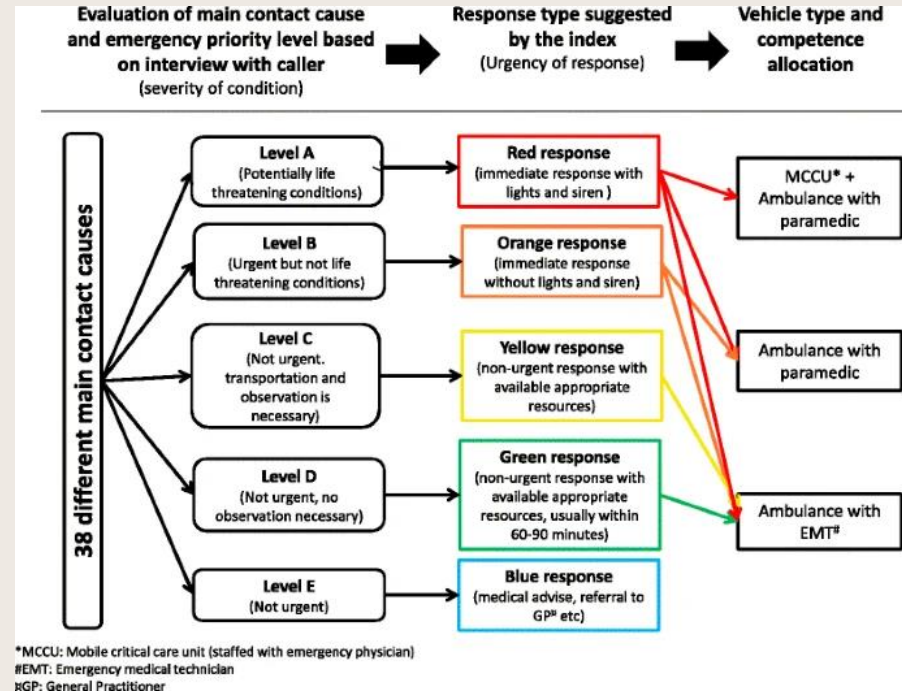 Evaluation of main contact cause
and emergency priority level based
on interview with caller
(severity of condition)
Response type suggested
by the index
(Urgency of response)
Vehicle type and
competence
allocation
38 different main contact causes
Level A
(Potentially life
threatening conditions)
Red response
(immediate response with
lights and siren )
MCCU* +
Ambulance with
paramedic
Level B
(Urgent but not life
threatening conditions)
Orange response
(immediate response
without lights and siren)
Level C
(Not urgent.
transportation and
observation is
necessary)
Yellow response
(non-urgent response with
available appropriate
resources)
Ambulance with
paramedic
Level D
(Not urgent, no
observation necessary)
Green response
(non-urgent response with
available appropriate
resources, usually within
60-90 minutes)
Ambulance with
EMT#
Level E
(Not urgent)
Blue response
(medical advise, referral to
GP¤ etc)
*MCCU: Mobile critical care unit (staffed with emergency physician)
#EMT: Emergency medical technician
¤GP: General Practitioner